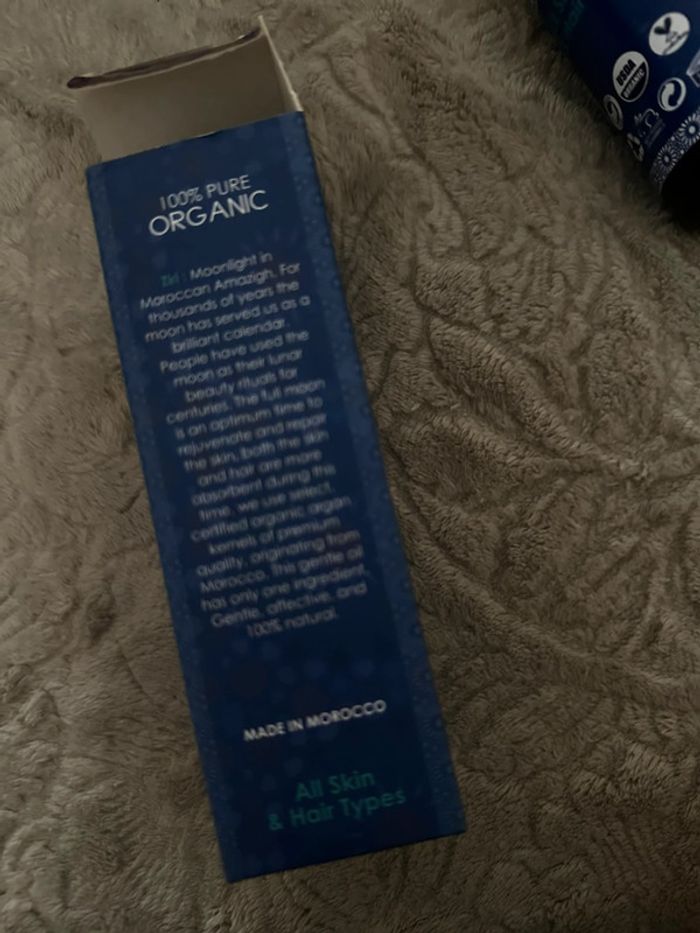 100% PURE
ORGANIC
Ziri : Moonlight in
Moroccan Amazigh. For
thousands of years the
moon has served us as a
brilliant calendar.
People have used the
moon as their lunar
beauty rituals for
centuries. The full moon
is an optimum time to
rejuvenate and repair
the skin, both the skin
and hair are more
absorbent during this
time, we use select,
certified organic argan
kernels of premium
quality, originating from
Morocco. This gentle oil
has only one ingredient.
Gentle, affective, and
100% natural.
MADE IN MOROCCO
All Skin
& Hair Types
USDA
ORGANIC